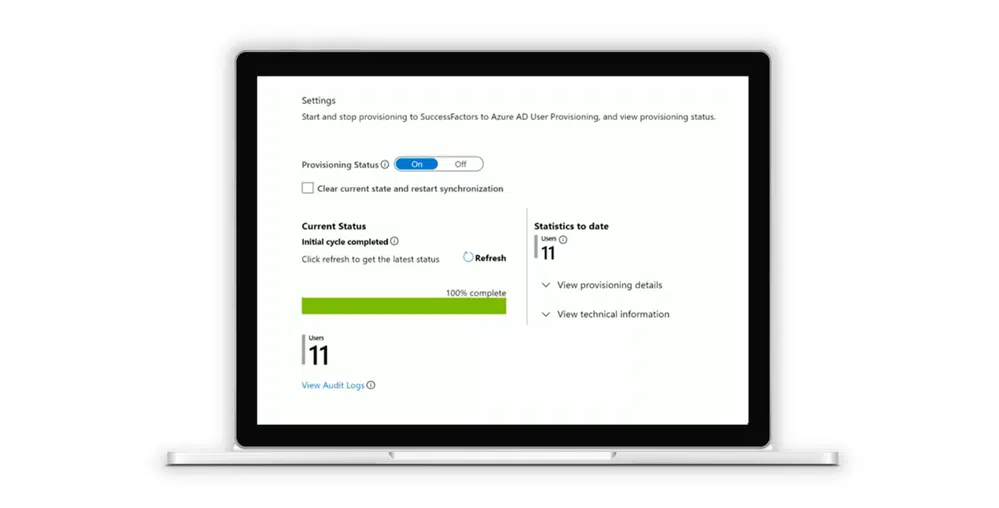 Settings
Start and stop provisioning to SuccessFactors to Azure AD User Provisioning, and view provisioning status.
Provisioning Status
On
Off
Clear current state and restart synchronization
Current Status
Initial cycle completed
Click refresh to get the latest status
Refresh
100% complete
Users
11
View Audit Logs
Statistics to date
Users
11
View provisioning details
View technical information